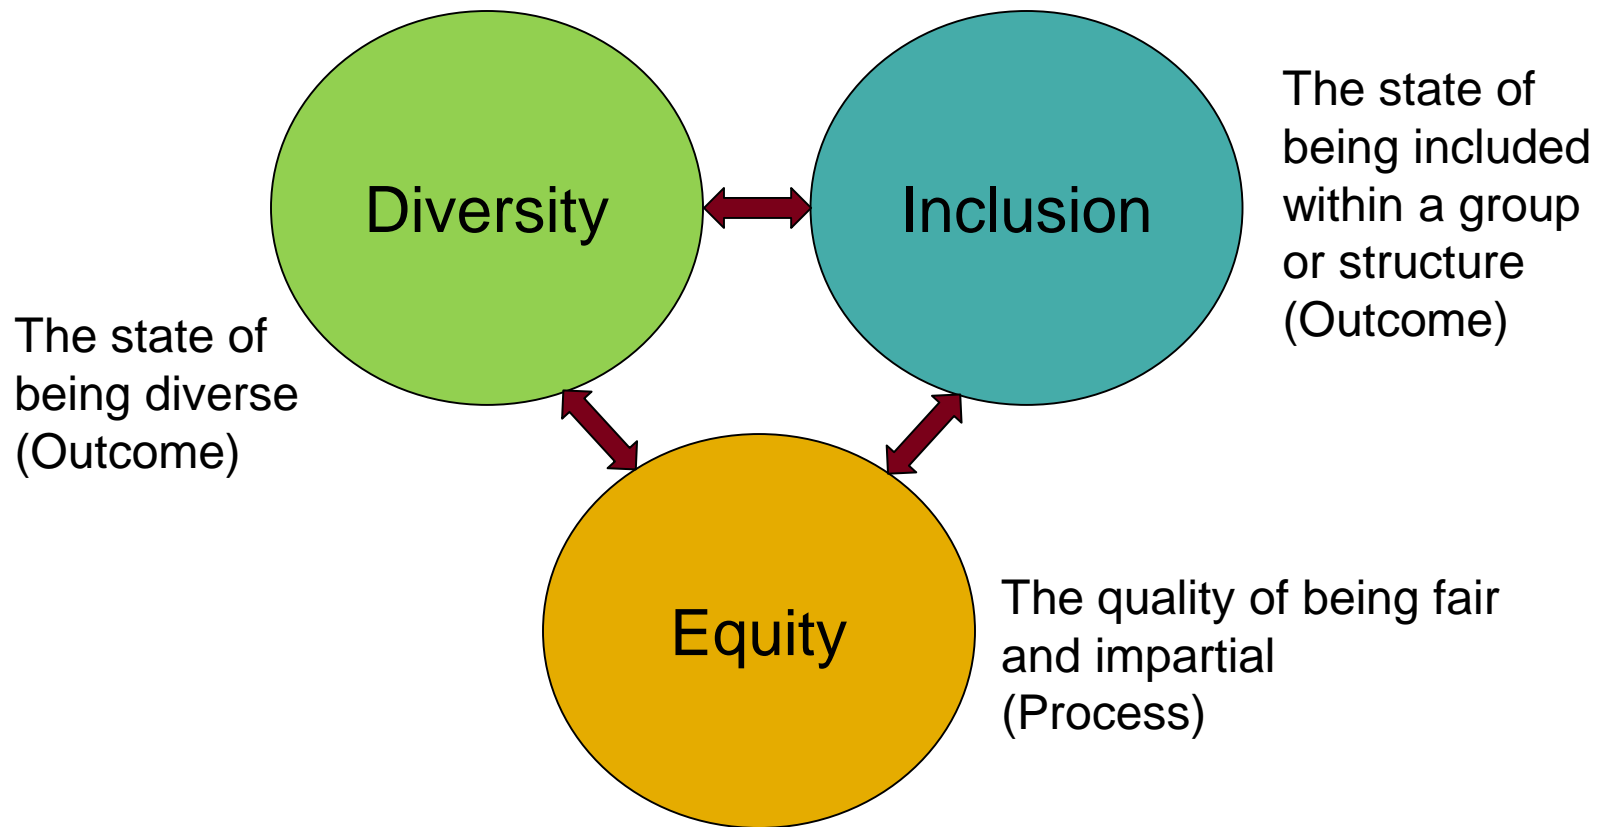 Diversity
Inclusion
The state of
being included
within a group
or structure
(Outcome)
The state of
being diverse
(Outcome)
Equity
The quality of being fair
and impartial
(Process)